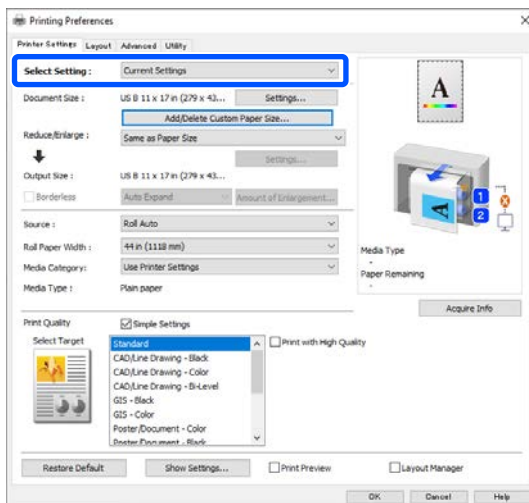 Printing Preferences
Printer Settings Layout Advanced Utility
Select Setting : Current Settings
Document Size : US B 11 x 17 in (279 x 43... Settings...
Add/Delete Custom Paper Size...
Reduce/Enlarge : Same as Paper Size
Settings...
Output Size : US B 11 x 17 in (279 x 43...
Borderless Auto Expand Amount of Enlargement...
Source : Roll Auto
Roll Paper Width : 44 in (1118 mm)
Media Category: Use Printer Settings
Media Type : Plain paper
A
A
1
2
Media Type
-
Paper Remaining
-
Acquire Info
Print Quality Simple Settings
Select Target
Standard
CAD/Line Drawing - Black
CAD/Line Drawing - Color
CAD/Line Drawing - Bi-Level
GIS - Black
GIS - Color
Poster/Document - Color
Poster/Document - Black
Print with High Quality
Restore Default Show Settings... Print Preview Layout Manager
OK Cancel Help